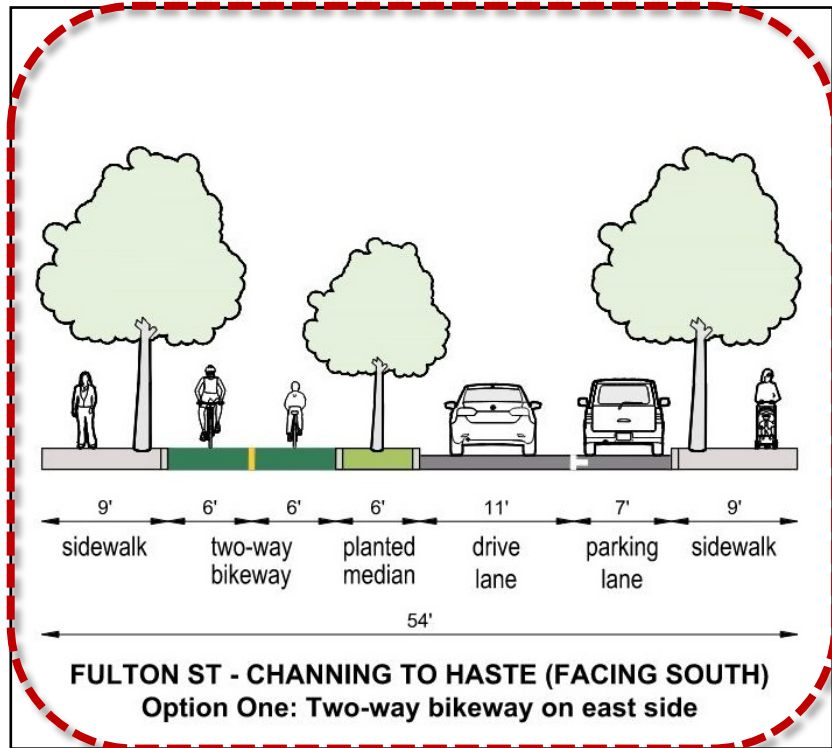 9' 6' 6' 6' 11' 7' 9'
sidewalk two-way planted drive parking sidewalk
bikeway median lane lane
54'
FULTON ST - CHANNING TO HASTE (FACING SOUTH)
Option One: Two-way bikeway on east side